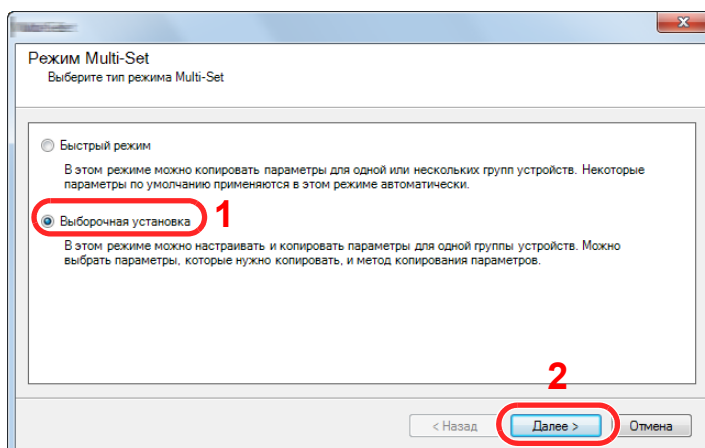 Режим Multi-Set
Выберите тип режима Multi-Set
Быстрый режим
В этом режиме можно копировать параметры для одной или нескольких групп устройств. Некоторые
параметры по умолчанию применяются в этом режиме автоматически.
Выборочная установка 1
В этом режиме можно настраивать и копировать параметры для одной группы устройств. Можно
выбрать параметры, которые нужно копировать, и метод копирования параметров.
2
< Назад Далее > Отмена